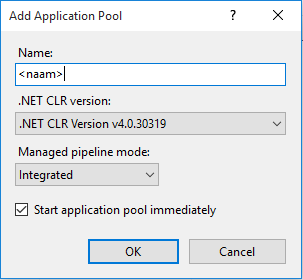 Add Application Pool
Name:
<naam>
.NET CLR version:
.NET CLR Version v4.0.30319
Managed pipeline mode:
Integrated
Start application pool immediately
OK
Cancel